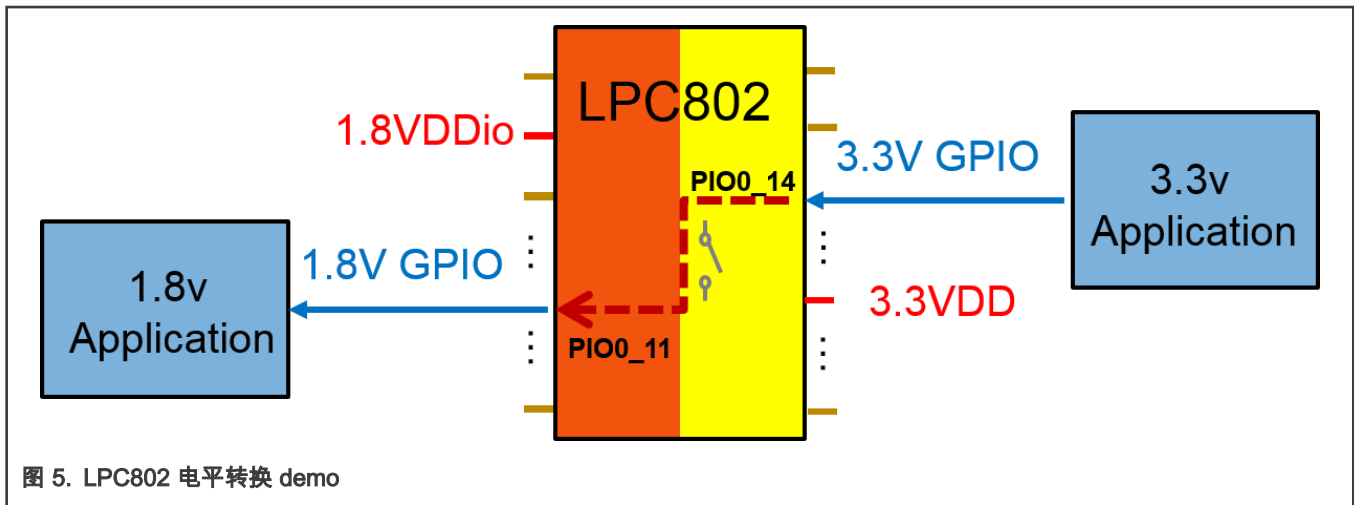 LPC802
1.8VDDio
PIO0_14
3.3V GPIO
3.3v
Application
1.8V GPIO
1.8v
Application
3.3VDD
PIO0_11
图 5. LPC802 电平转换 demo